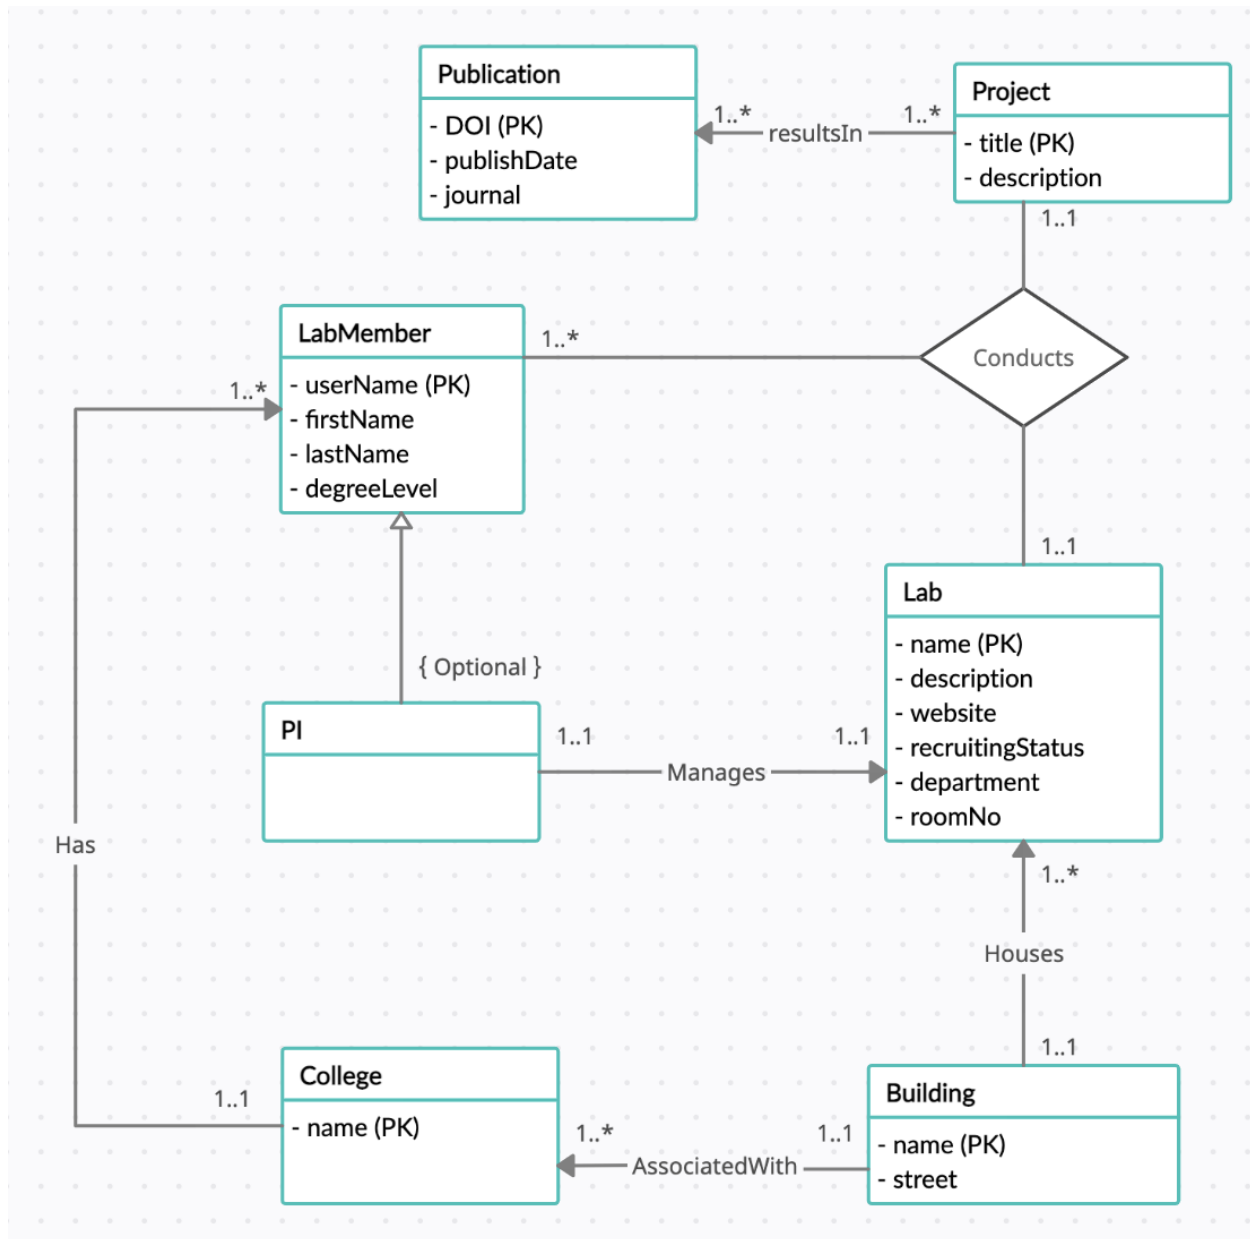 Publication
- DOI (PK)
- publishDate
- journal
1..*
resultsIn
1..*
Project
- title (PK)
- description
1..1
Conducts
LabMember
- userName (PK)
- firstName
- lastName
- degreeLevel
1..*
1..*
1..1
Lab
- name (PK)
- description
- website
- recruitingStatus
- department
- roomNo
{ Optional }
PI
1..1
Manages
1..1
Has
1..*
Houses
1..1
College
- name (PK)
1..1
1..*
AssociatedWith
1..1
Building
- name (PK)
- street